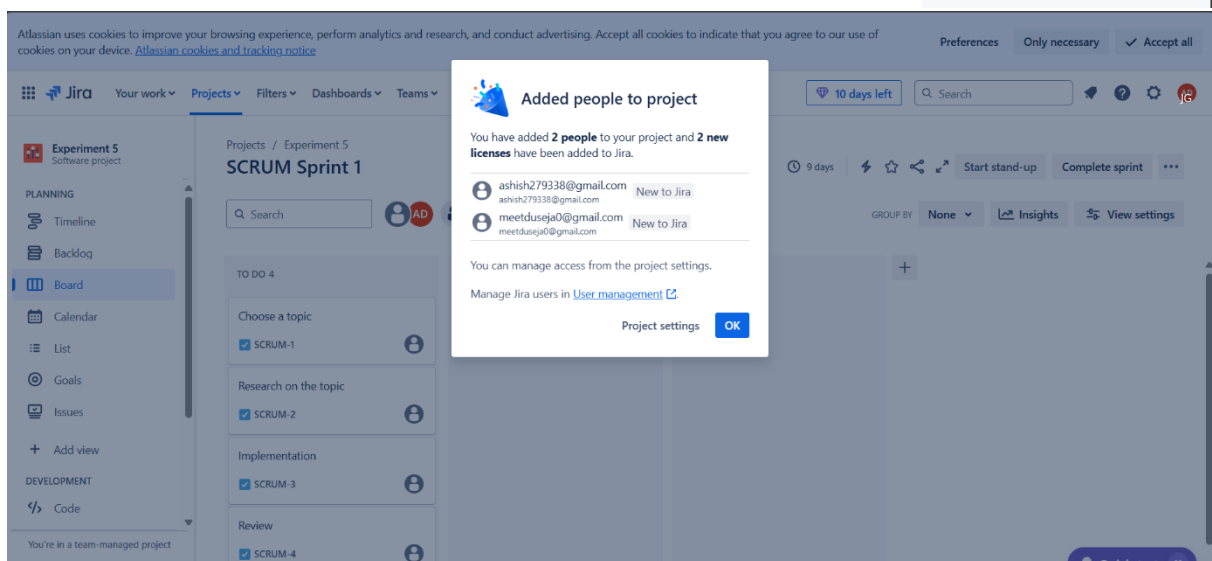 Atlassian uses cookies to improve your browsing experience, perform analytics and research, and conduct advertising. Accept all cookies to indicate that you agree to our use of
cookies on your device. Atlassian cookies and tracking notice
Preferences
Only necessary
Accept all
Jira
Your work
Projects
Filters
Dashboards
Teams
10 days left
Search
JG
Experiment 5
Software project
PLANNING
Timeline
Backlog
Board
Calendar
List
Goals
Issues
Add view
DEVELOPMENT
Code
You're in a team-managed project
Projects / Experiment 5
SCRUM Sprint 1
9 days
Start stand-up
Complete sprint
Search
AD
GROUP BY
None
Insights
View settings
TO DO 4
Choose a topic
SCRUM-1
Research on the topic
SCRUM-2
Implementation
SCRUM-3
Review
SCRUM-4
Added people to project
You have added 2 people to your project and 2 new
licenses have been added to Jira.
ashish279338@gmail.com New to Jira
ashish279338@gmail.com
meetduseja0@gmail.com New to Jira
meetduseja0@gmail.com
You can manage access from the project settings.
Manage Jira users in User management.
Project settings
OK